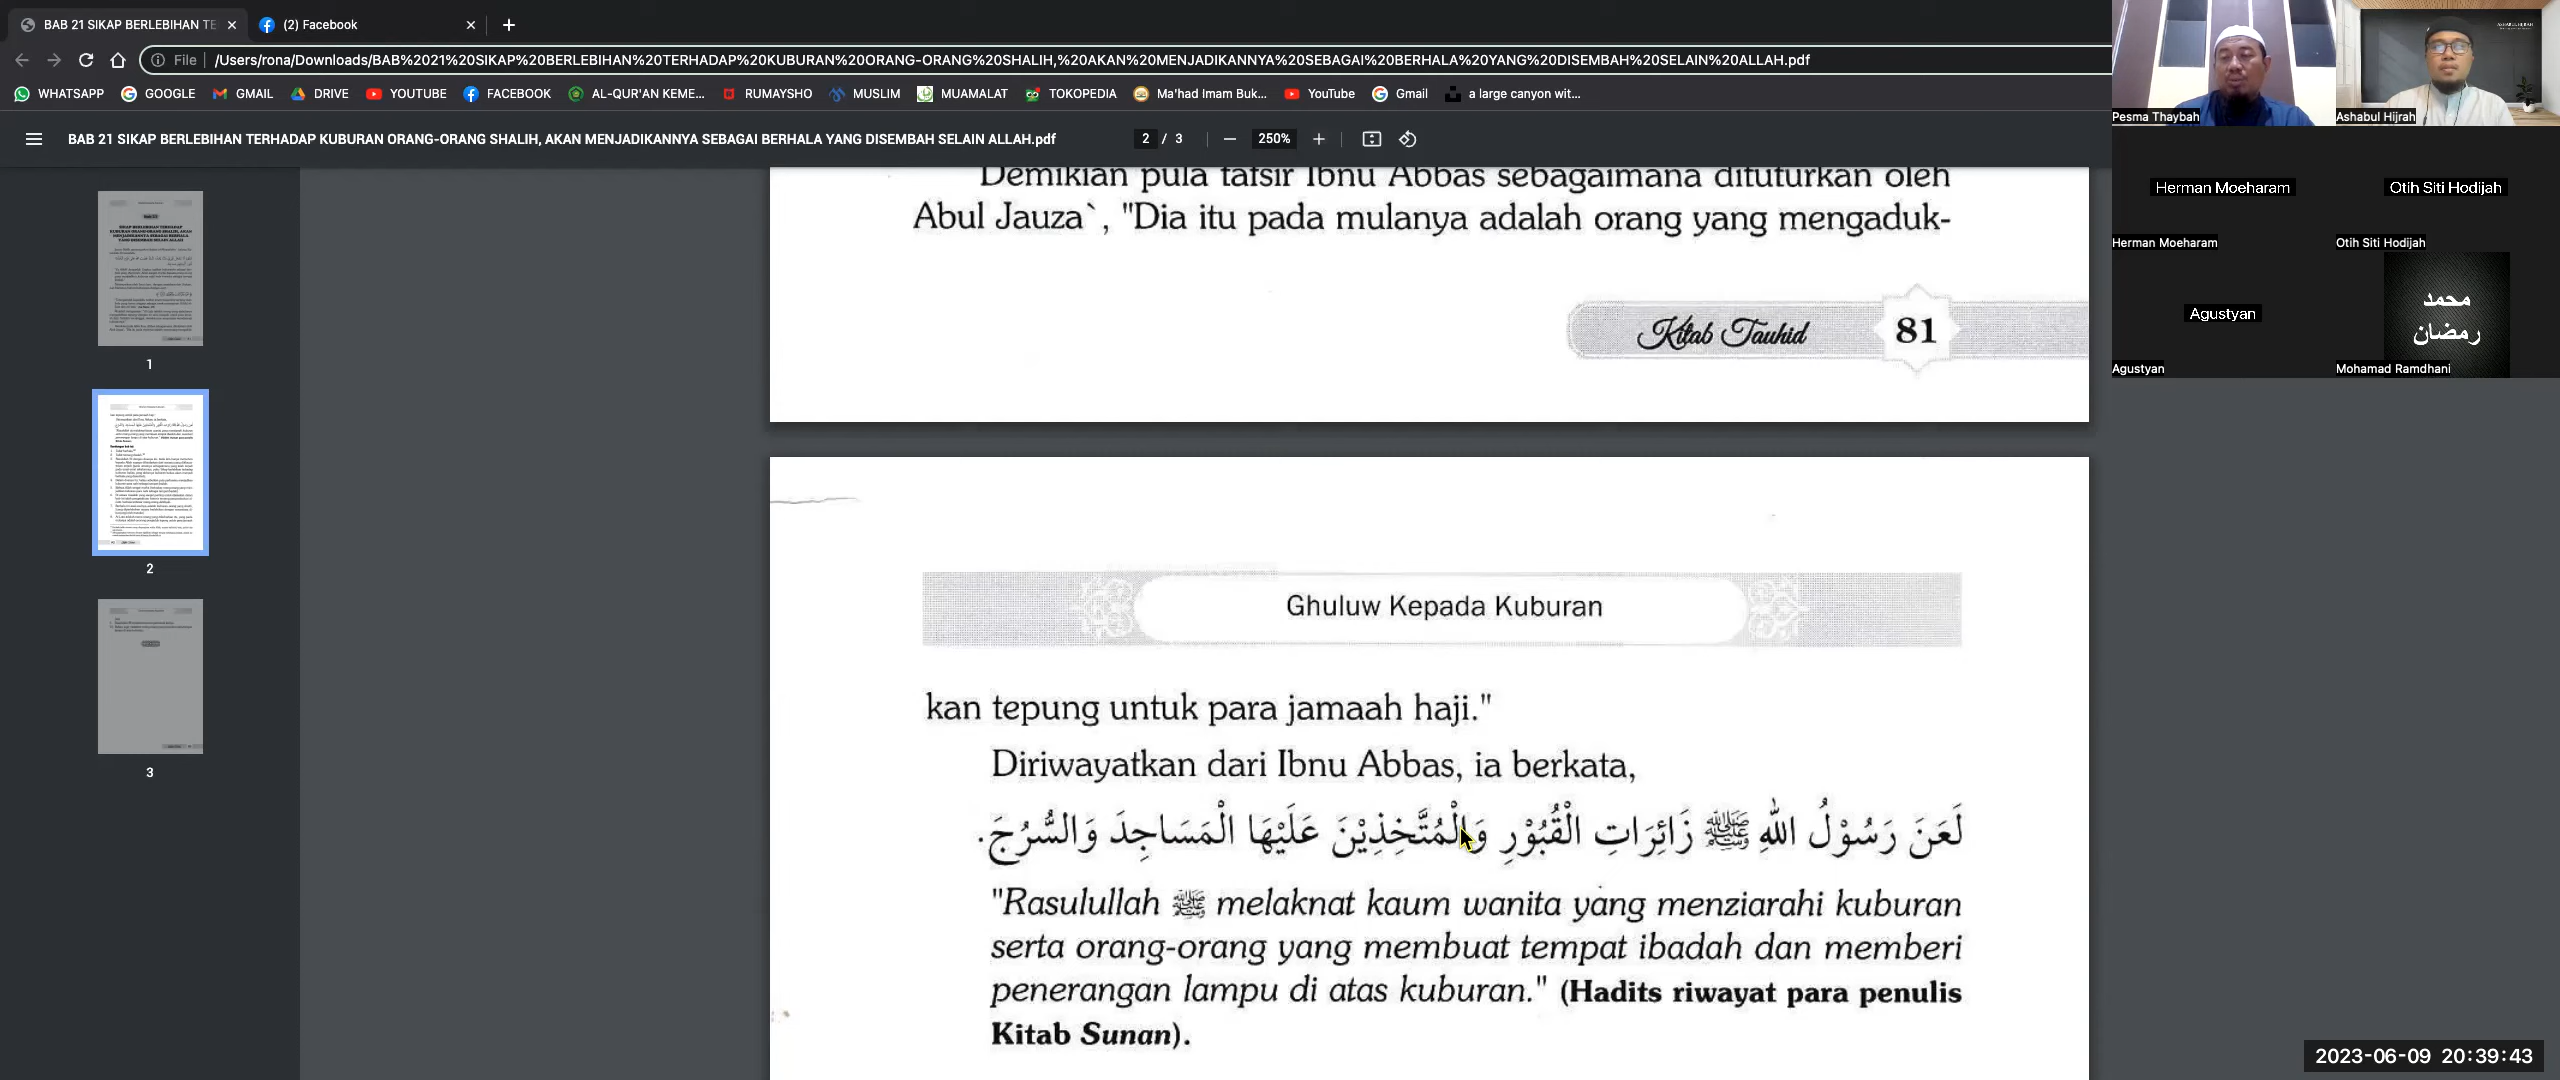 BAB 21 SIKAP BERLEBIHAN TE
(2) Facebook
File
/Users/rona/Downloads/BAB%2021%20SIKAP%20BERLEBIHAN%20TERHADAP%20KUBURAN%20ORANG-ORANG%20SHALIH,%20AKAN%20MENJADIKANNYA%20SEBAGAI%20BERHALA%20YANG%20DISEMBAH%20SELAIN%20ALLAH.pdf
WHATSAPP GOOGLE GMAIL DRIVE YOUTUBE FACEBOOK AL-QUR'AN KEME... RUMAYSHO MUSLIM MUAMALAT TOKOPEDIA Ma'had Imam Buk... YouTube Gmail a large canyon wit...
BAB 21 SIKAP BERLEBIHAN TERHADAP KUBURAN ORANG-ORANG SHALIH, AKAN MENJADIKANNYA SEBAGAI BERHALA YANG DISEMBAH SELAIN ALLAH.pdf
2 / 3
250%
1
2
3
Demikian pula tafsir Ibnu Abbas sebagaimana dituturkan oleh
Abul Jauza`, "Dia itu pada mulanya adalah orang yang mengaduk-
Kitab Tauhid 81
Ghuluw Kepada Kuburan
kan tepung untuk para jamaah haji."
Diriwayatkan dari Ibnu Abbas, ia berkata,
لَعَنَ رَسُوْلُ اللهِ ﷺ زَائِرَاتِ الْقُبُوْرِ وَالْمُتَّخِذِيْنَ عَلَيْهَا الْمَسَاجِدَ وَالسُّرُجَ.
"Rasulullah ﷺ melaknat kaum wanita yang menziarahi kuburan
serta orang-orang yang membuat tempat ibadah dan memberi
penerangan lampu di atas kuburan." (Hadits riwayat para penulis
Kitab Sunan).
Pesma Thaybah
Ashabul Hijrah
Herman Moeharam
Herman Moeharam
Otih Siti Hodijah
Otih Siti Hodijah
Agustyan
Agustyan
محمد
رمضان
Mohamad Ramdhani
2023-06-09 20:39:43